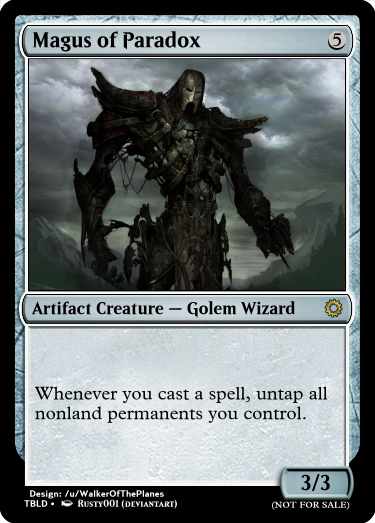 Magus of Paradox 5
Artifact Creature — Golem Wizard
Whenever you cast a spell, untap all
nonland permanents you control.
3/3
Design: /u/WalkerOfThePlanes
TBLD • Rusty001 (deviantart)
(NOT FOR SALE)